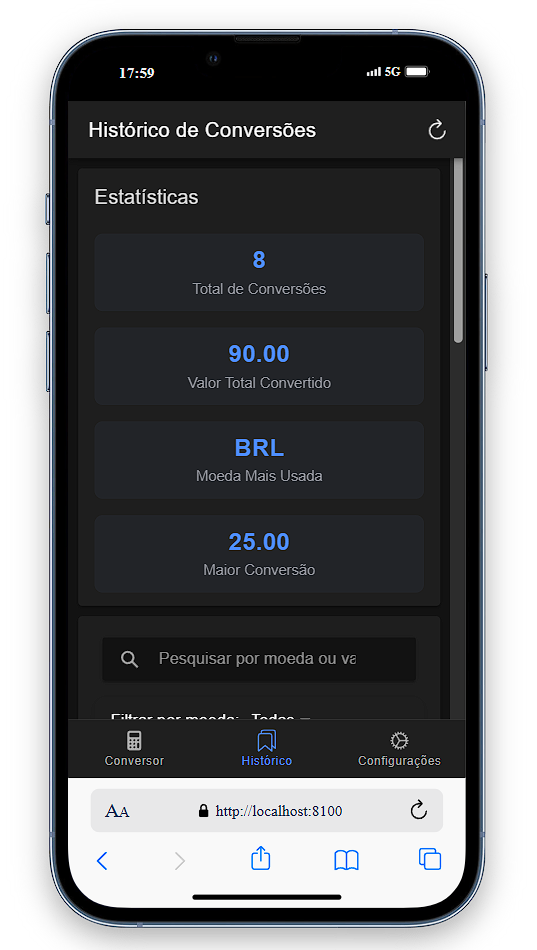 17:59
5G
Histórico de Conversões
Estatísticas
8
Total de Conversões
90.00
Valor Total Convertido
BRL
Moeda Mais Usada
25.00
Maior Conversão
Pesquisar por moeda ou va
Filtrar por moeda: Todas
Conversor
Histórico
Configurações
AA
http://localhost:8100